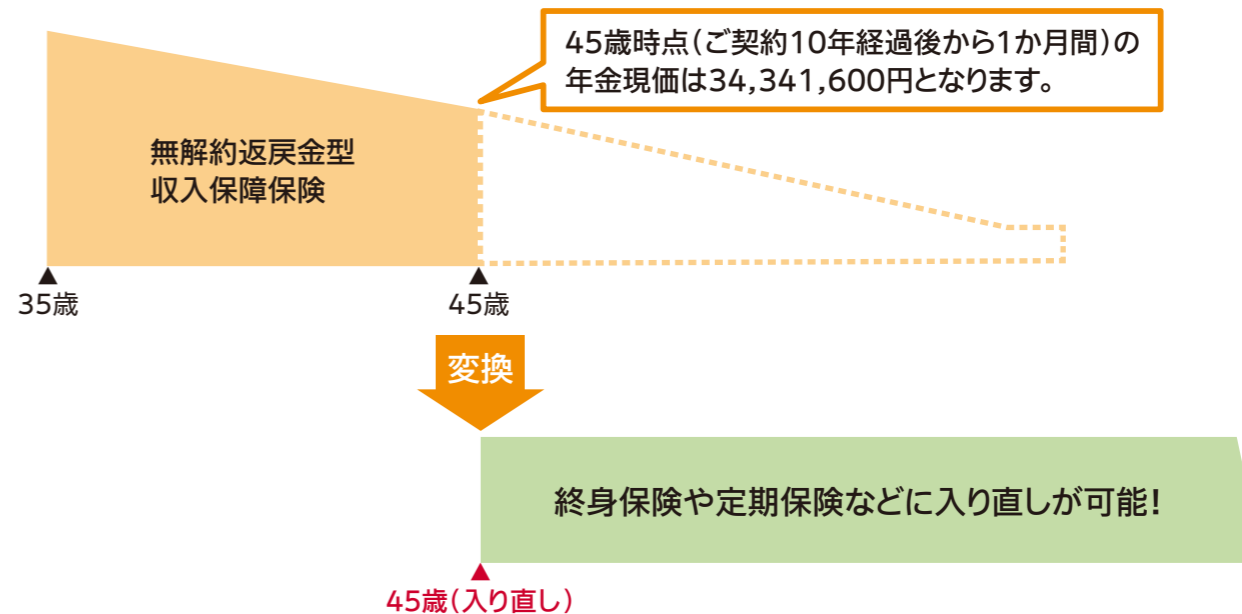 45歳時点(ご契約10年経過後から1か月間)の
年金現価は34,341,600円となります。
無解約返戻金型
収入保障保険
▲ ▲
35歳 45歳
変換
終身保険や定期保険などに入り直しが可能!
▲
45歳(入り直し)